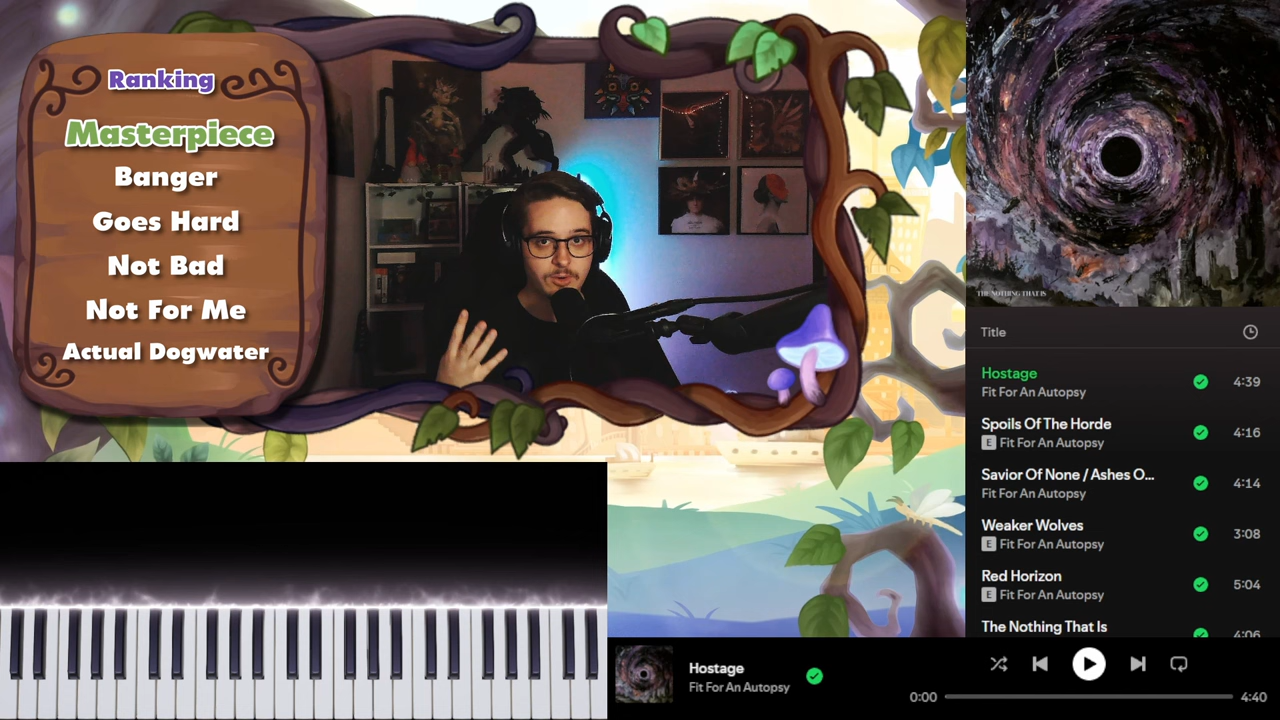 Ranking
Masterpiece
Banger
Goes Hard
Not Bad
Not For Me
Actual Dogwater
THE NOTHING THAT IS
Title
Hostage
Fit For An Autopsy
4:39
Spoils Of The Horde
E Fit For An Autopsy
4:16
Savior Of None / Ashes O...
Fit For An Autopsy
4:14
Weaker Wolves
E Fit For An Autopsy
3:08
Red Horizon
E Fit For An Autopsy
5:04
The Nothing That Is
4:06
Hostage
Fit For An Autopsy
0:00
4:40